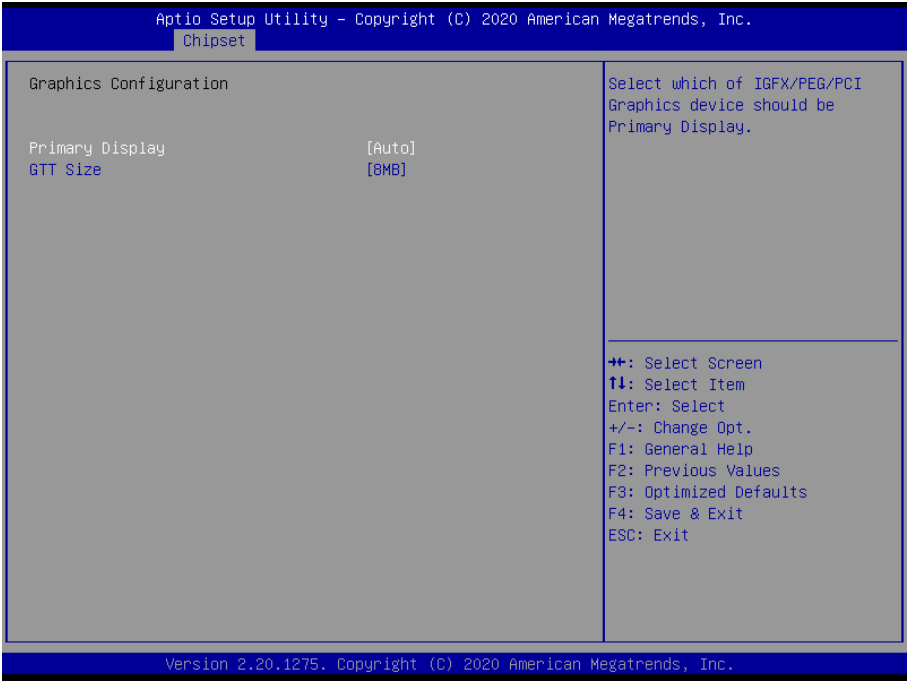 Aptio Setup Utility – Copyright (C) 2020 American Megatrends, Inc.
Chipset
Graphics Configuration
Primary Display [Auto]
GTT Size [8MB]
Select which of IGFX/PEG/PCI
Graphics device should be
Primary Display.
→←: Select Screen
↑↓: Select Item
Enter: Select
+/-: Change Opt.
F1: General Help
F2: Previous Values
F3: Optimized Defaults
F4: Save & Exit
ESC: Exit
Version 2.20.1275. Copyright (C) 2020 American Megatrends, Inc.